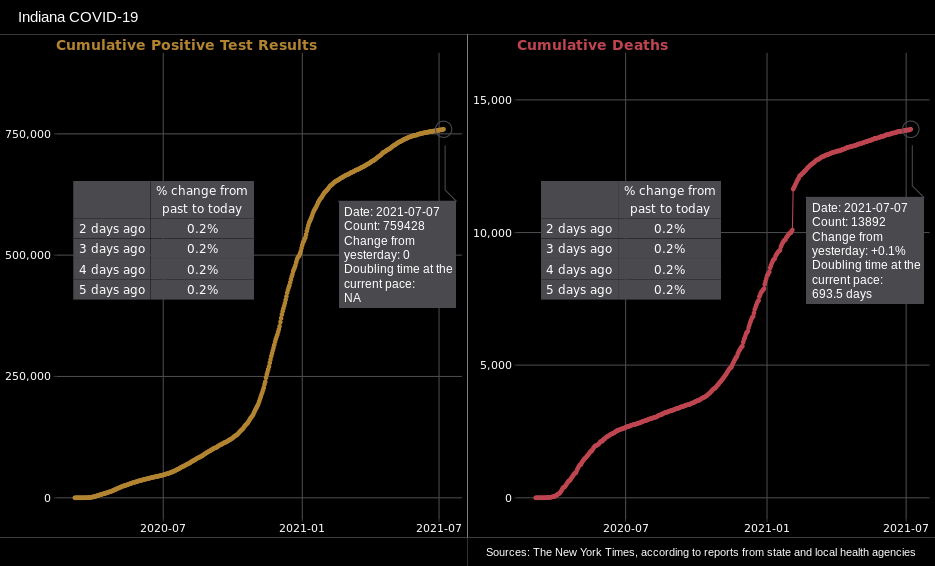 Indiana COVID-19
Cumulative Positive Test Results
750,000
500,000
250,000
0
2020-07
2021-01
2021-07
% change from
past to today
2 days ago 0.2%
3 days ago 0.2%
4 days ago 0.2%
5 days ago 0.2%
Date: 2021-07-07
Count: 759428
Change from
yesterday: 0
Doubling time at the
current pace:
NA
Cumulative Deaths
15,000
10,000
5,000
0
2020-07
2021-01
2021-07
% change from
past to today
2 days ago 0.2%
3 days ago 0.2%
4 days ago 0.2%
5 days ago 0.2%
Date: 2021-07-07
Count: 13892
Change from
yesterday: +0.1%
Doubling time at the
current pace:
693.5 days
Sources: The New York Times, according to reports from state and local health agencies